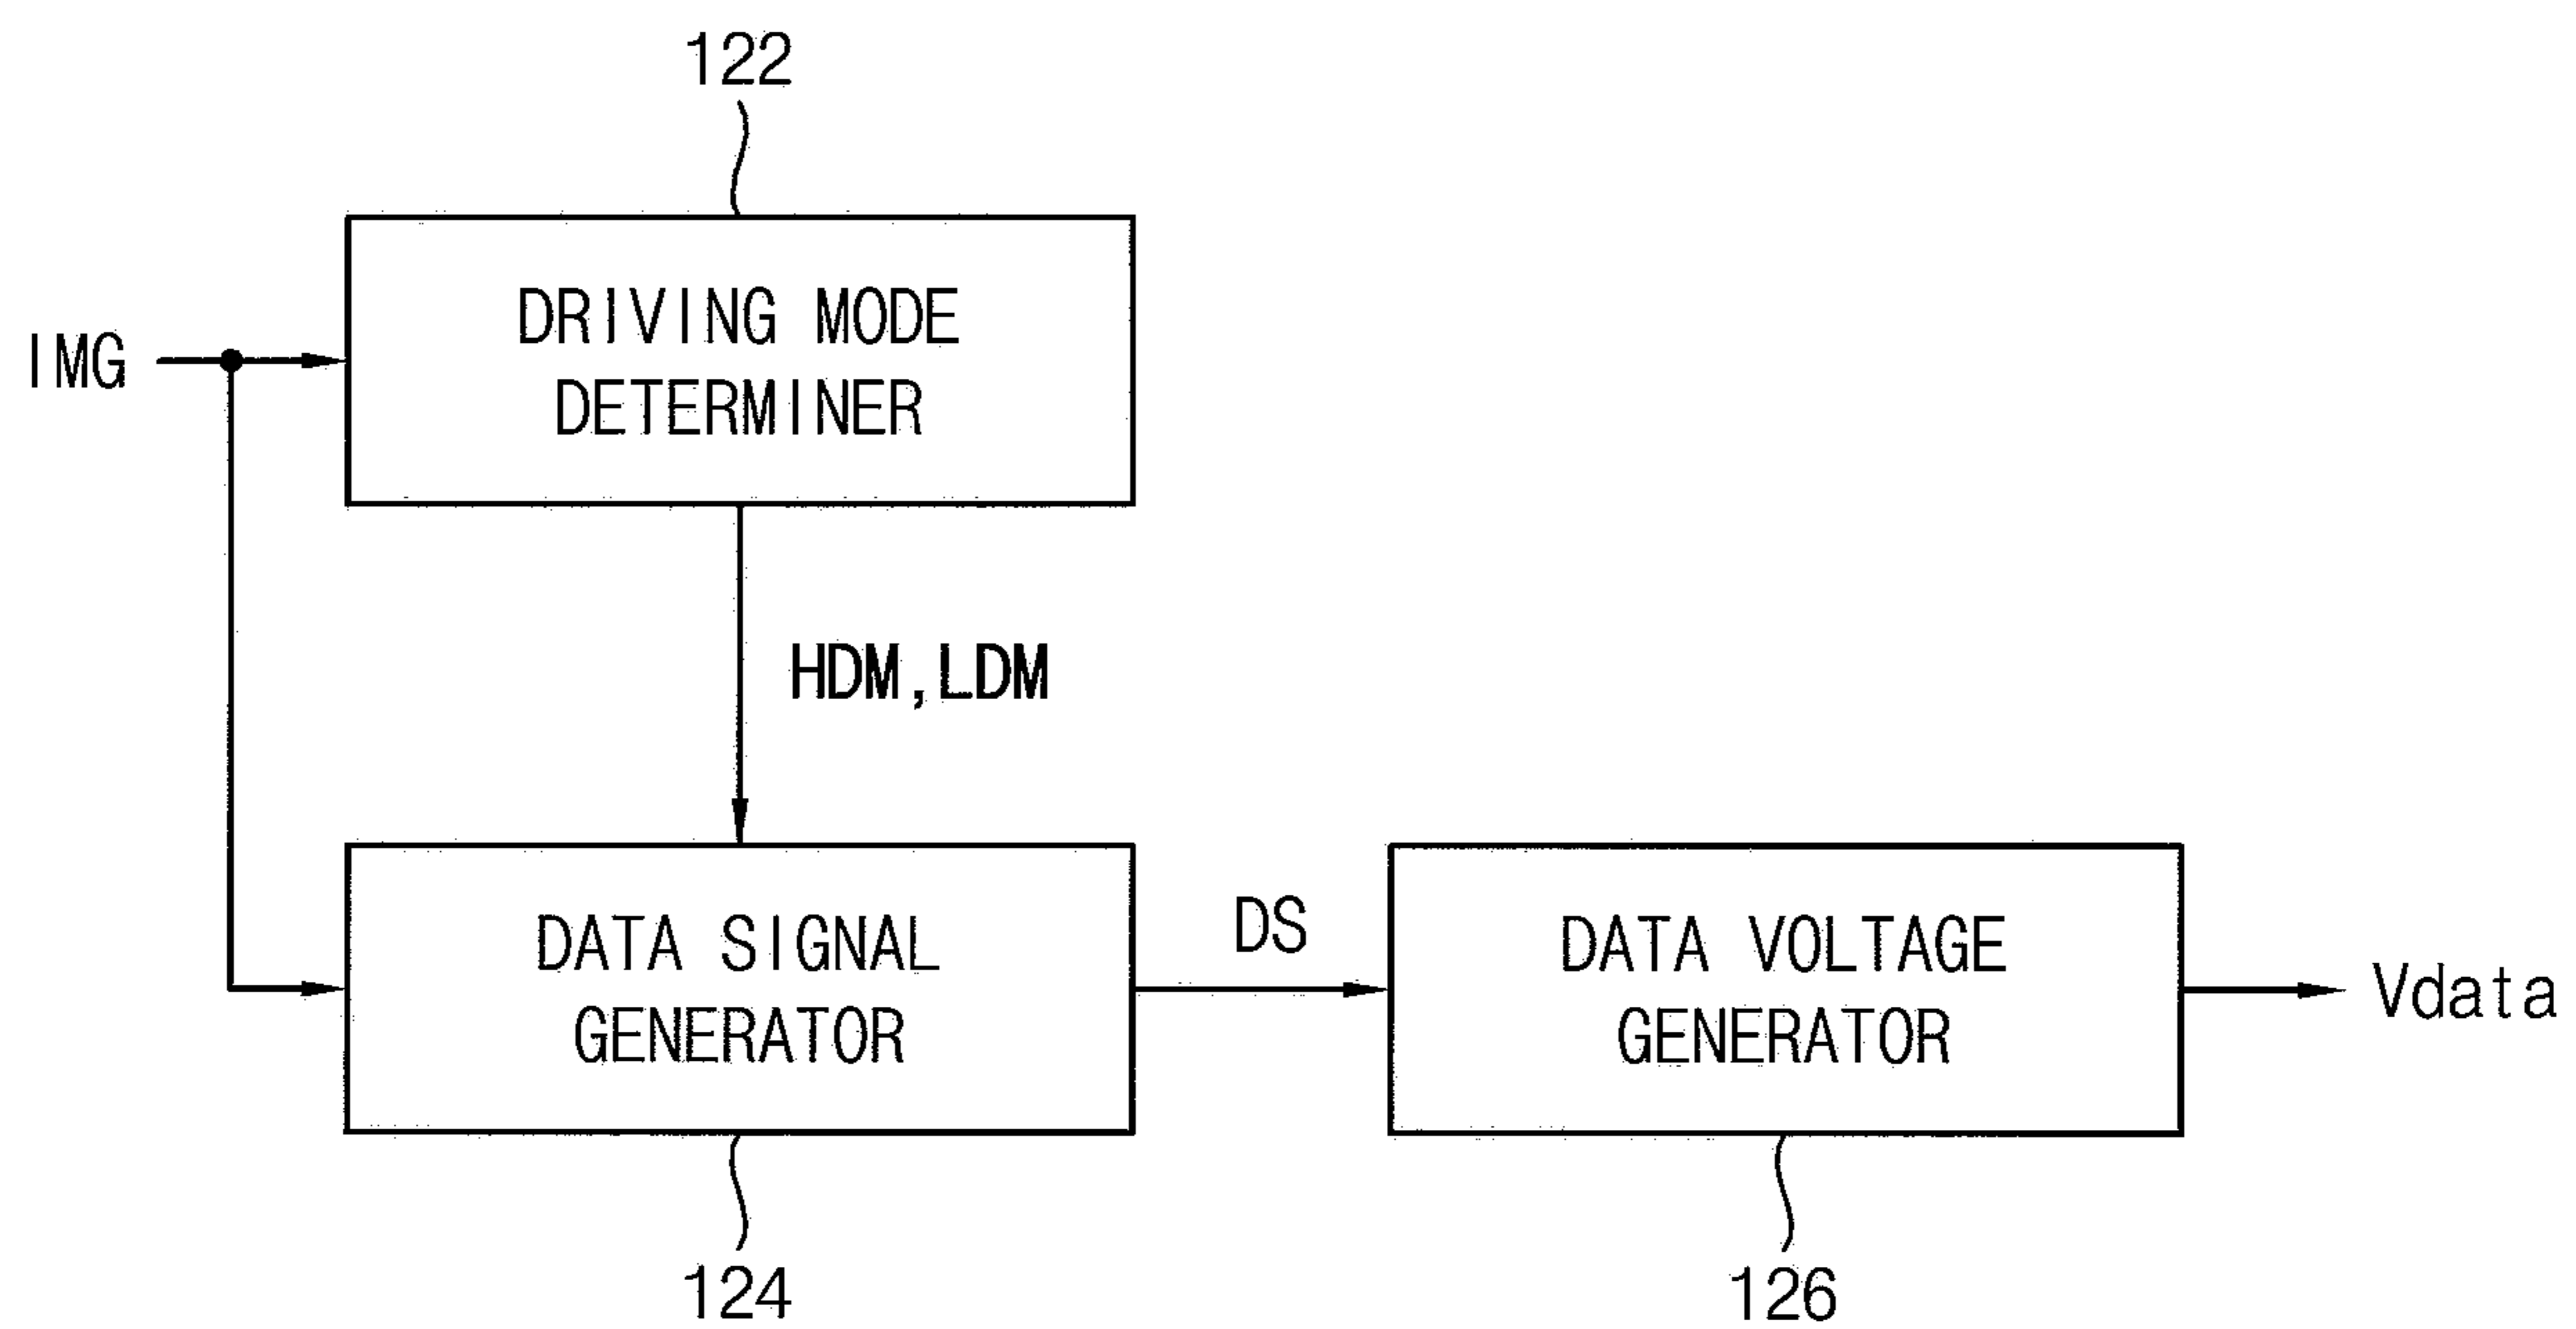 122
DRIVING MODE
DETERMINER
IMG
HDM,LDM
DATA SIGNAL
GENERATOR
DS
DATA VOLTAGE
GENERATOR
Vdata
124
126